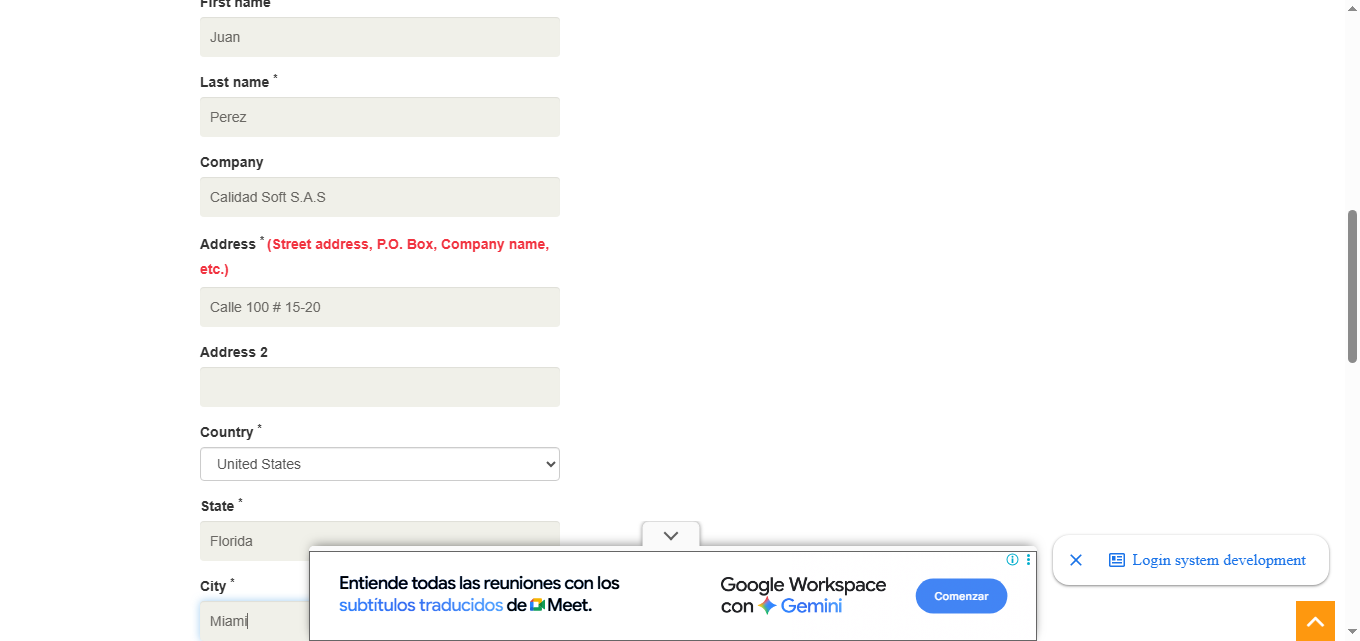 First name
Juan
Last name *
Perez
Company
Calidad Soft S.A.S
Address * (Street address, P.O. Box, Company name,
etc.)
Calle 100 # 15-20
Address 2
Country *
United States
State *
Florida
City *
Miami
Entiende todas las reuniones con los
subtítulos traducidos de Meet.
Google Workspace
con Gemini
Comenzar
Login system development